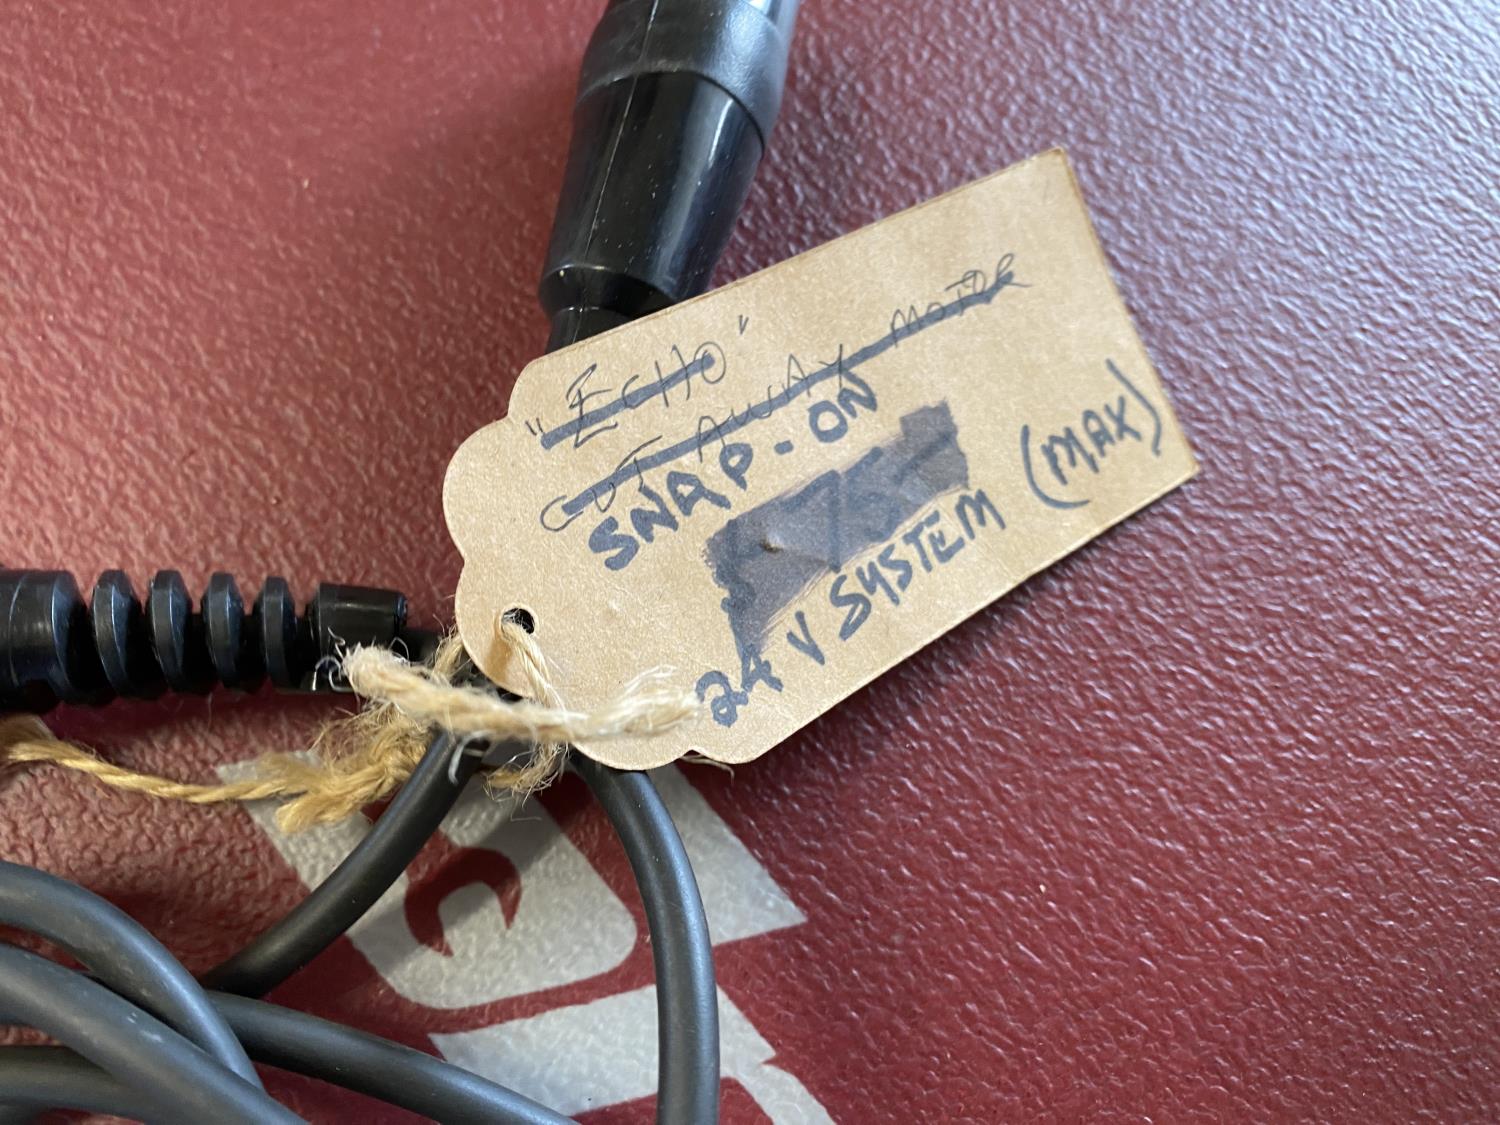 "ECHO"
CUT AWAY MOTOR
SNAP-ON
24 V SYSTEM (MAX)